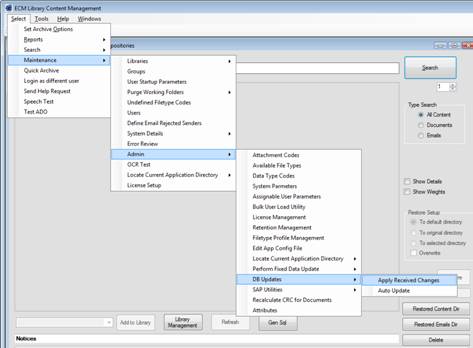 ECM Library Content Management
Select Tools Help Windows
Set Archive Options
Reports
Search
Maintenance
Quick Archive
Login as different user
Send Help Request
Speech Test
Test ADO
positories
Libraries
Groups
User Startup Parameters
Purge Working Folders
Undefined Filetype Codes
Users
Define Email Rejected Senders
System Details
Error Review
Admin
OCR Test
Locate Current Application Directory
License Setup
Attachment Codes
Available File Types
Data Type Codes
System Parmeters
Assignable User Parameters
Bulk User Load Utility
License Management
Retention Management
Filetype Profile Management
Edit App Config File
Locate Current Application Directory
Perform Fixed Data Update
DB Updates
SAP Utilities
Recalculate CRC for Documents
Attributes
Apply Received Changes
Auto Update
Search
1
Type Search
All Content
Documents
Emails
Show Details
Show Weights
Restore Setup
To default directory
To original directory
To selected directory
Overwrite
Restored Content Dir
Restored Emails Dir
Delete
Add to Library
Library Management
Refresh
Gen Sql
Notices